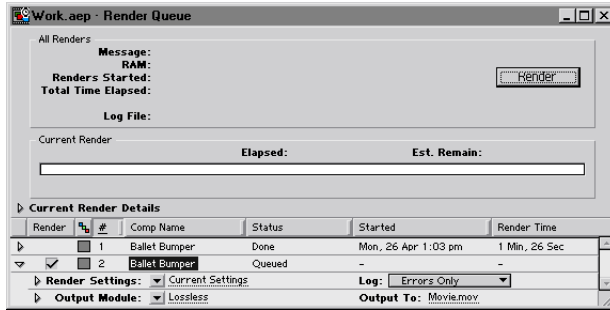 Work.aep · Render Queue
All Renders
Message:
RAM:
Renders Started:
Render
Total Time Elapsed:
Log File:
Current Render
Elapsed: Est. Remain:
Current Render Details
Render # Comp Name Status Started Render Time
1 Ballet Bumper Done Mon, 26 Apr 1:03 pm 1 Min, 26 Sec
2 Ballet Bumper Queued - -
Render Settings: Current Settings Log: Errors Only
Output Module: Lossless Output To: Movie.mov